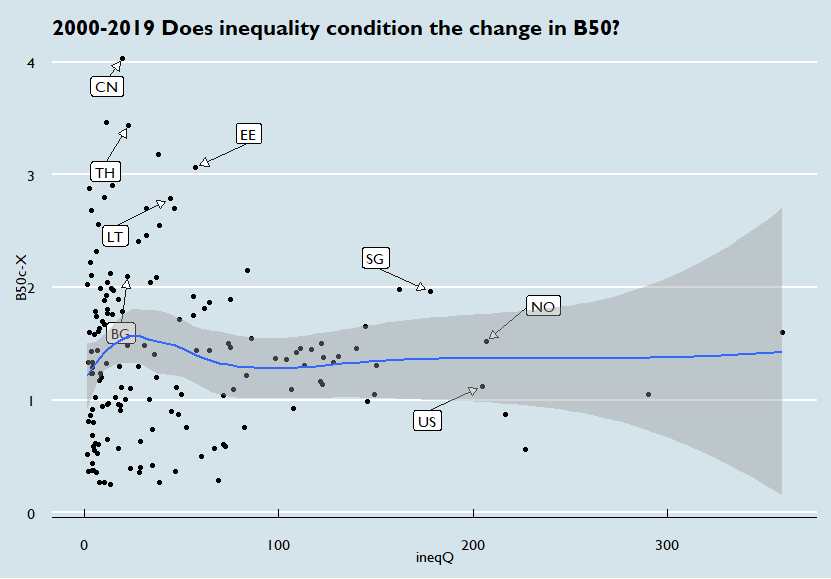 2000-2019 Does inequality condition the change in B50?
4
CN
EE
TH
3
LT
SG
B50c-X
2
NO
BG
US
1
0
0
100
200
300
ineqQ